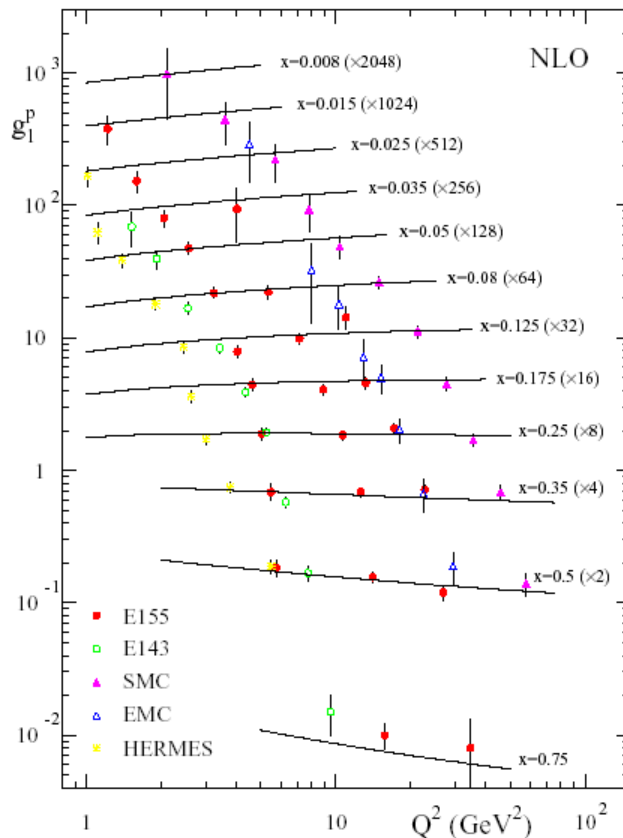 NLO
g₁ᵖ
10³
10²
10
1
10⁻¹
10⁻²
x=0.008 (×2048)
x=0.015 (×1024)
x=0.025 (×512)
x=0.035 (×256)
x=0.05 (×128)
x=0.08 (×64)
x=0.125 (×32)
x=0.175 (×16)
x=0.25 (×8)
x=0.35 (×4)
x=0.5 (×2)
x=0.75
E155
E143
SMC
EMC
HERMES
1
10
10²
Q² (GeV²)